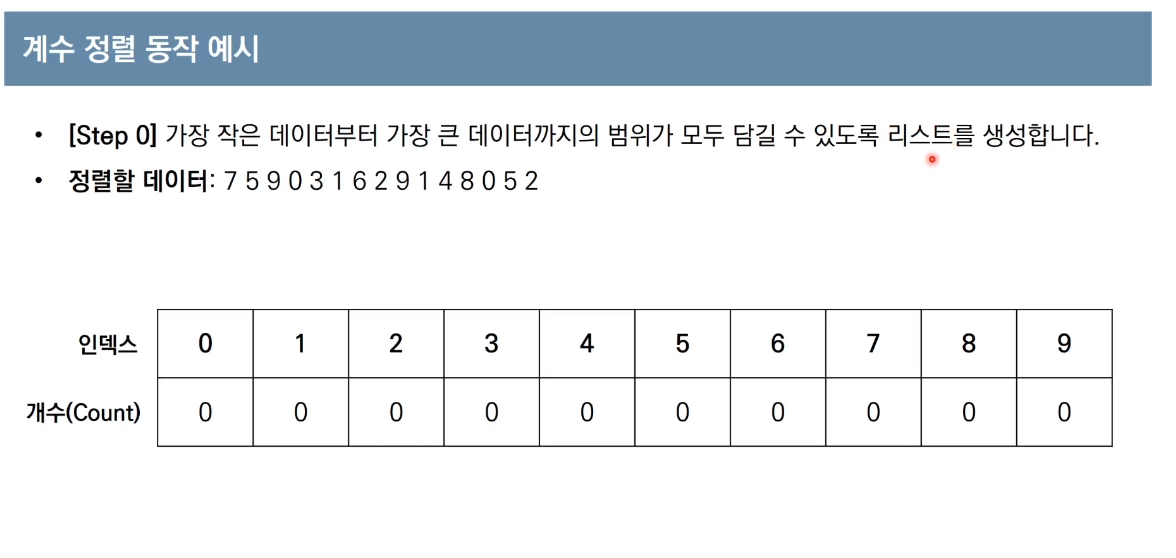 계수 정렬 동작 예시
• [Step 0] 가장 작은 데이터부터 가장 큰 데이터까지의 범위가 모두 담길 수 있도록 리스트를 생성합니다.
• 정렬할 데이터: 7 5 9 0 3 1 6 2 9 1 4 8 0 5 2
인덱스 0 1 2 3 4 5 6 7 8 9
개수(Count) 0 0 0 0 0 0 0 0 0 0